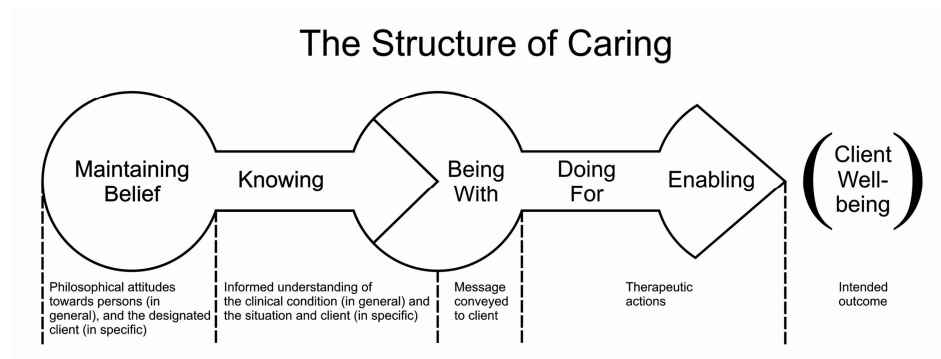 The Structure of Caring
Maintaining
Belief
Knowing
Being
With
Doing
For
Enabling
Client
Well-
being
Philosophical attitudes
towards persons (in
general), and the designated
client (in specific)
Informed understanding of
the clinical condition (in general) and
the situation and client (in specific)
Message
conveyed
to client
Therapeutic
actions
Intended
outcome